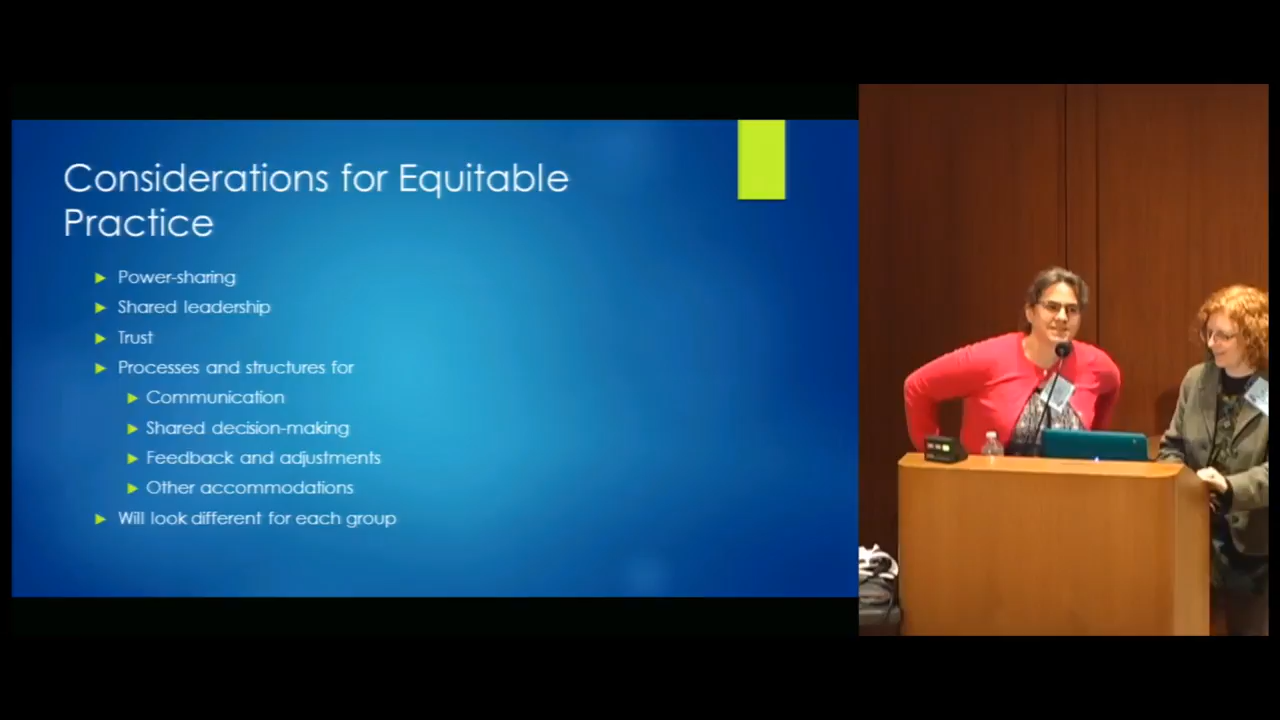 Considerations for Equitable
Practice
Power-sharing
Shared leadership
Trust
Processes and structures for
Communication
Shared decision-making
Feedback and adjustments
Other accommodations
Will look different for each group